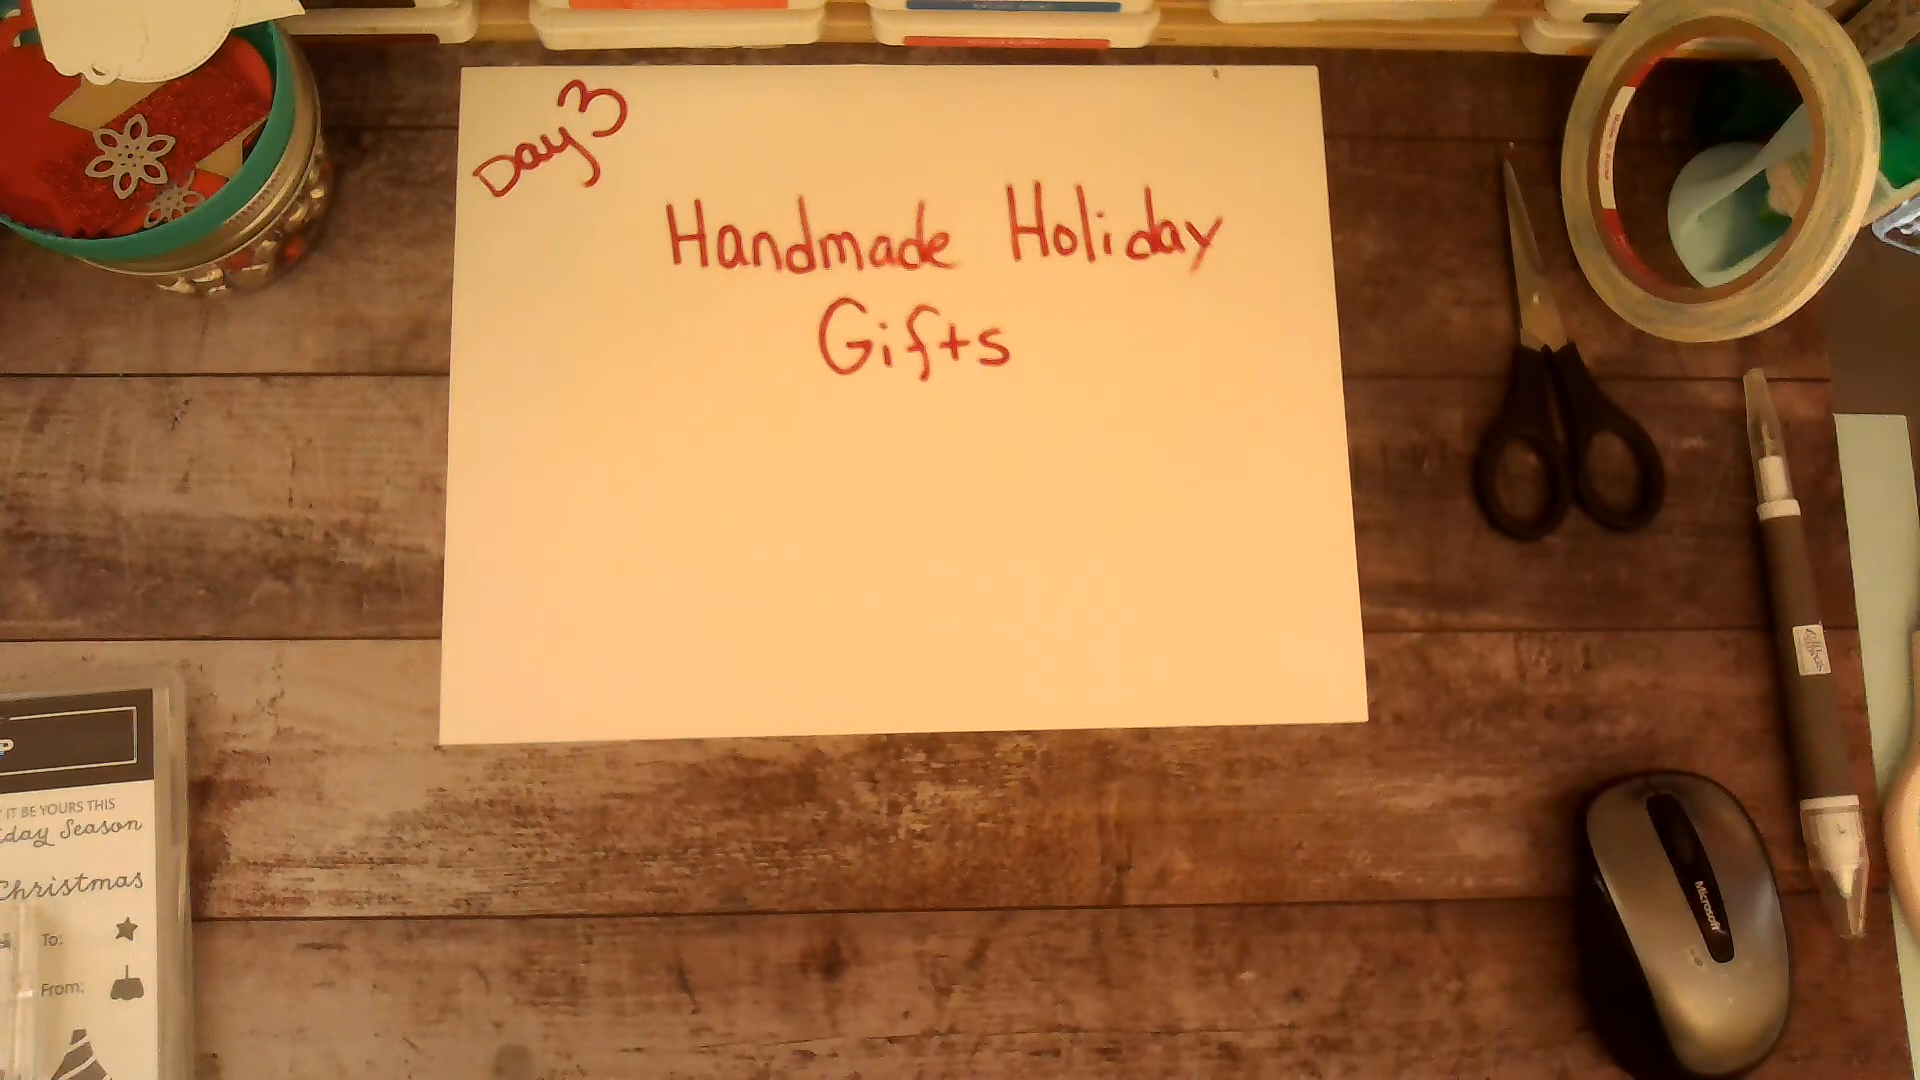 Day 3
Handmade Holiday
Gifts
IT BE YOURS THIS
day Season
Christmas
To:
From:
Microsoft